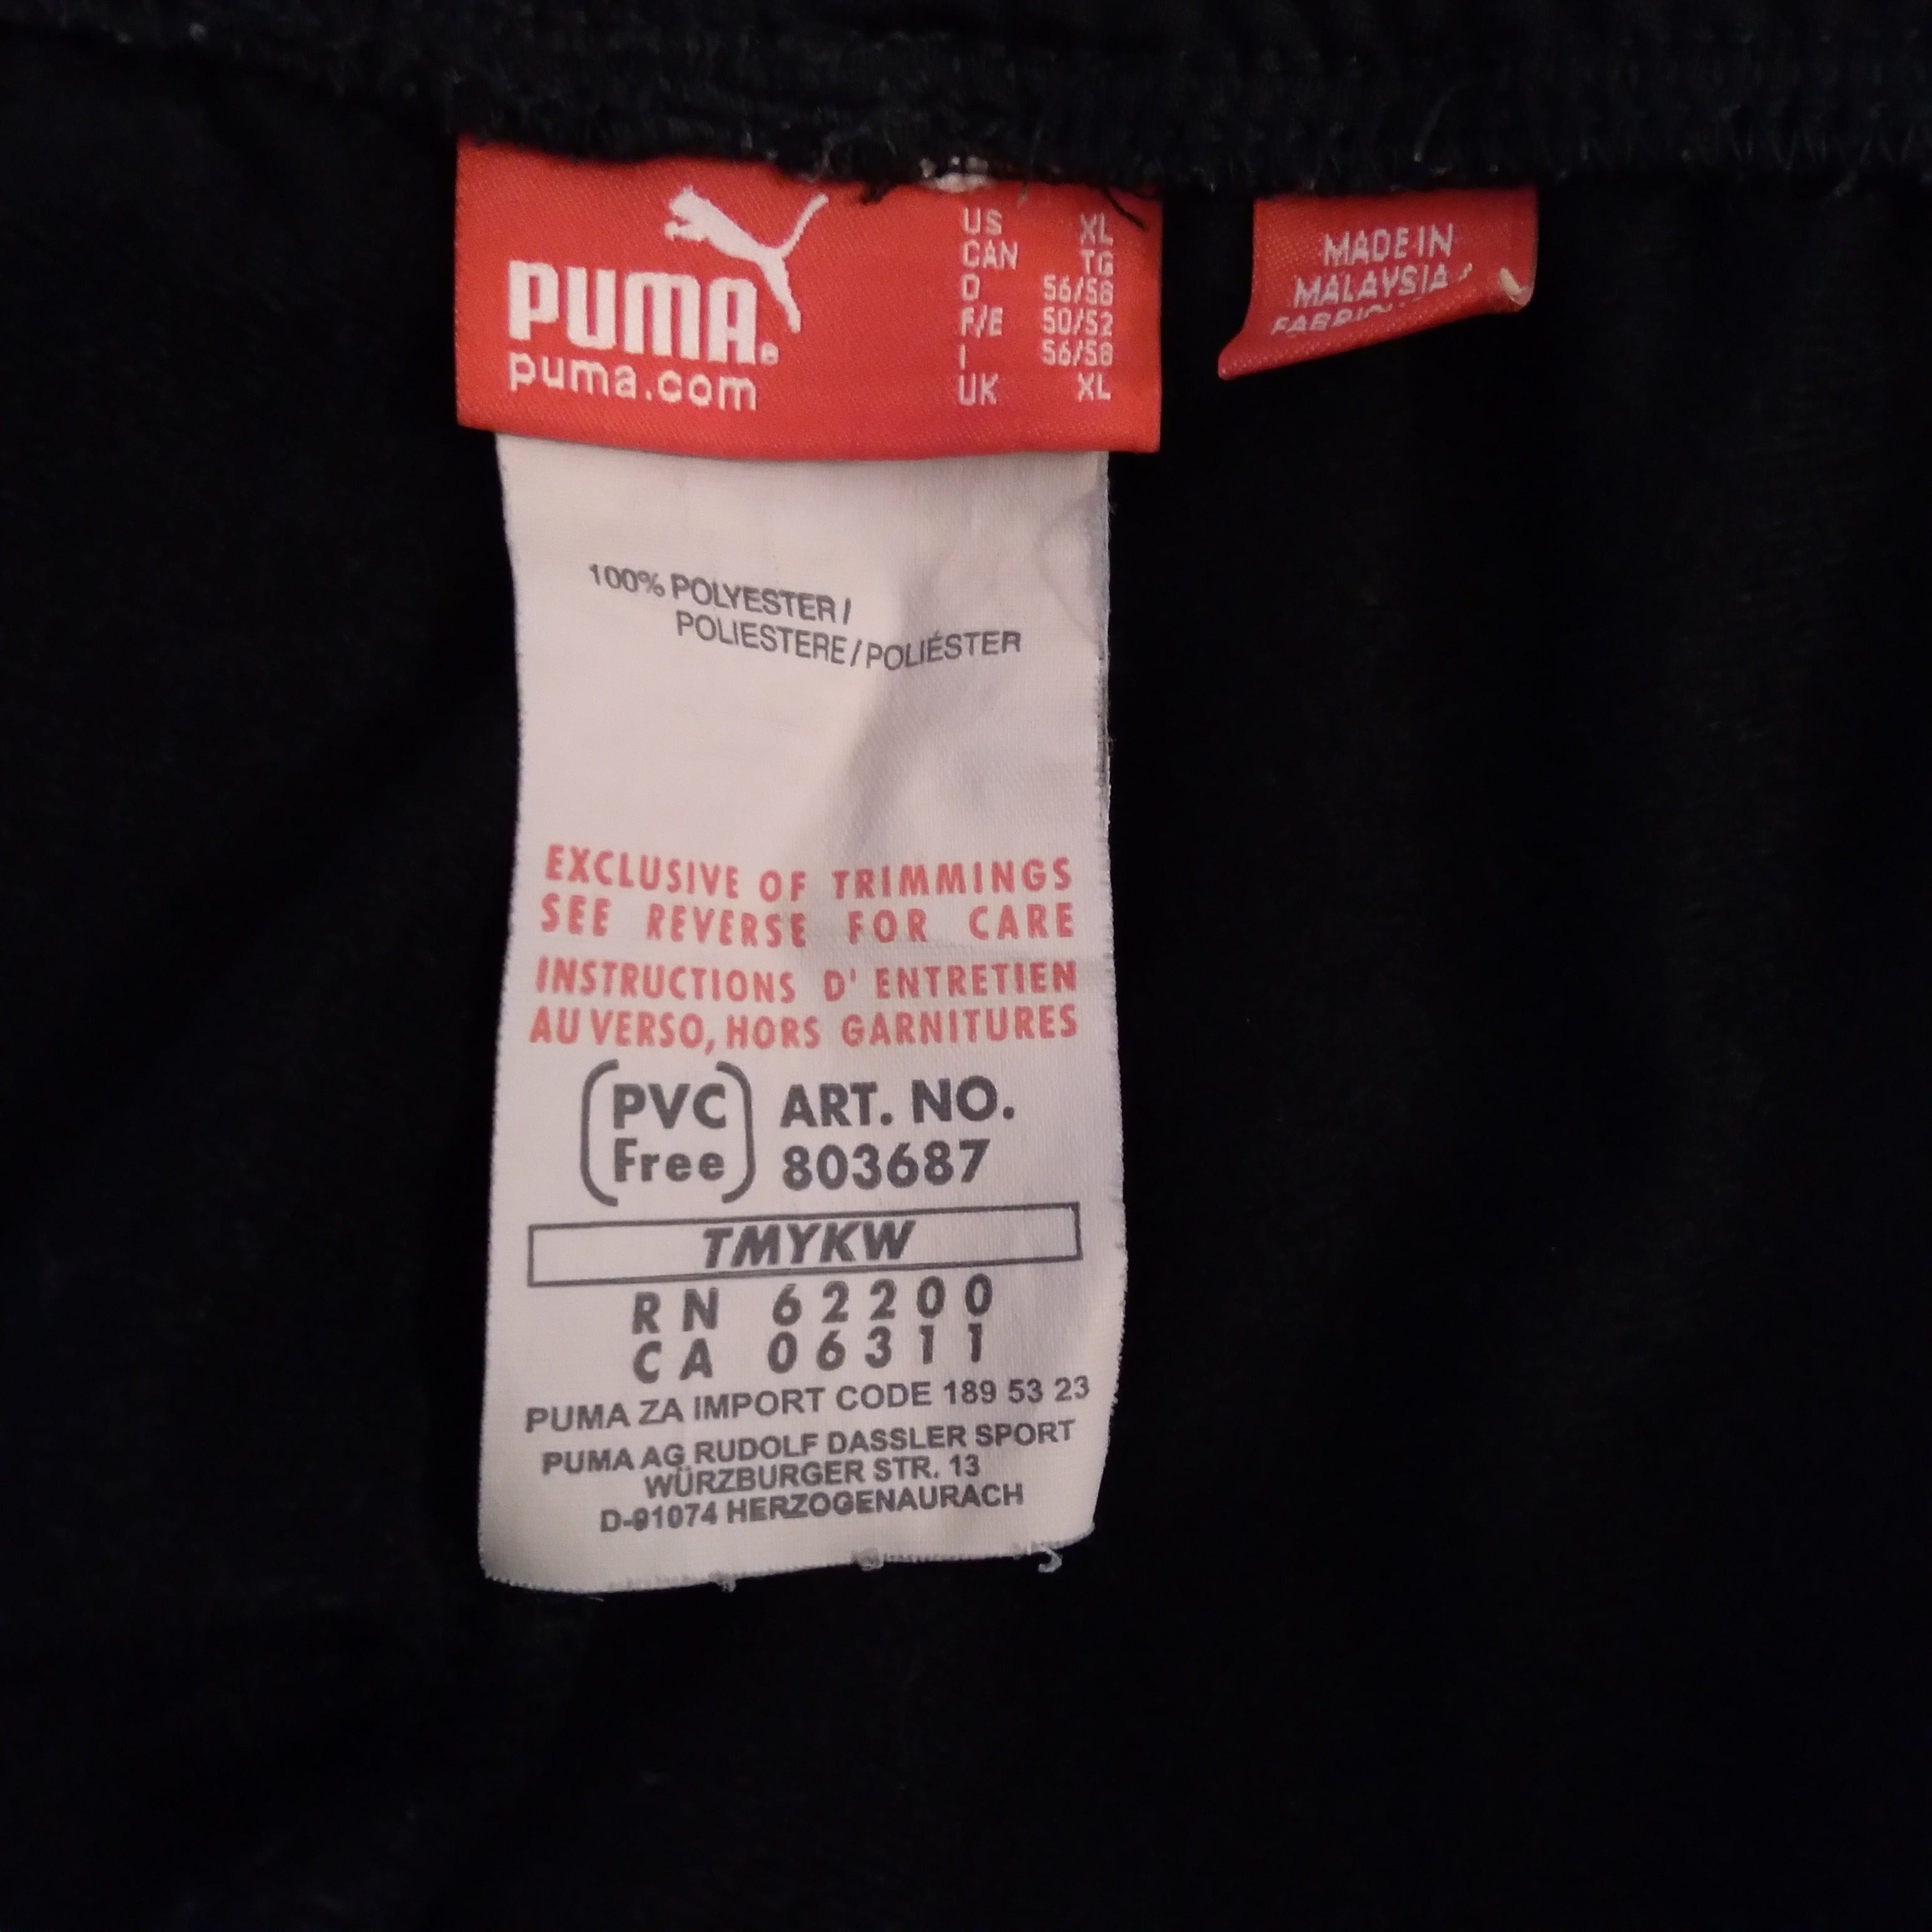 PUMA®
puma.com
US XL
CAN TG
D 56/58
F/E 50/52
I 56/58
UK XL
MADE IN
MALAYSIA
100% POLYESTER /
POLIESTERE / POLIÉSTER
EXCLUSIVE OF TRIMMINGS
SEE REVERSE FOR CARE
INSTRUCTIONS D' ENTRETIEN
AU VERSO, HORS GARNITURES
PVC
Free
ART. NO.
803687
TMYKW
RN 62200
CA 06311
PUMA ZA IMPORT CODE 189 53 23
PUMA AG RUDOLF DASSLER SPORT
WÜRZBURGER STR. 13
D-91074 HERZOGENAURACH